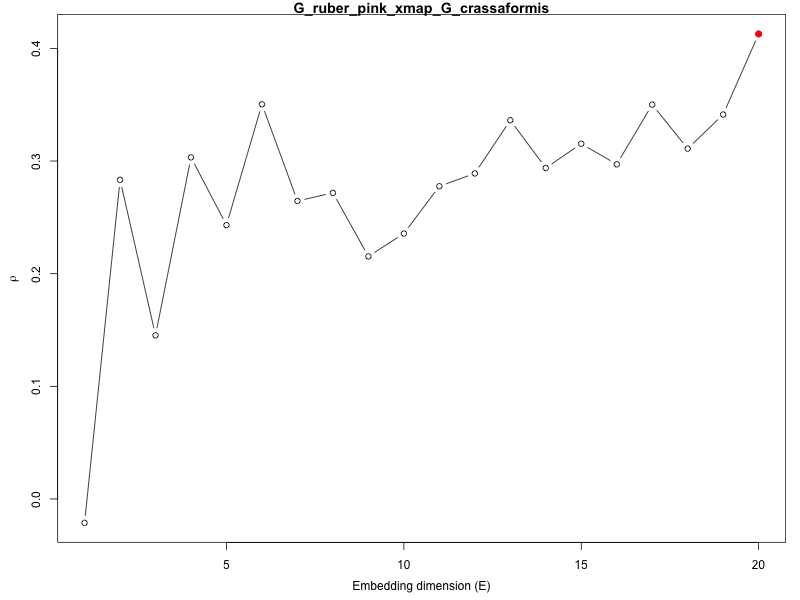 G_ruber_pink_xmap_G_crassaformis
0.4
0.3
0.2
0.1
0.0
ρ
5 10 15 20
Embedding dimension (E)